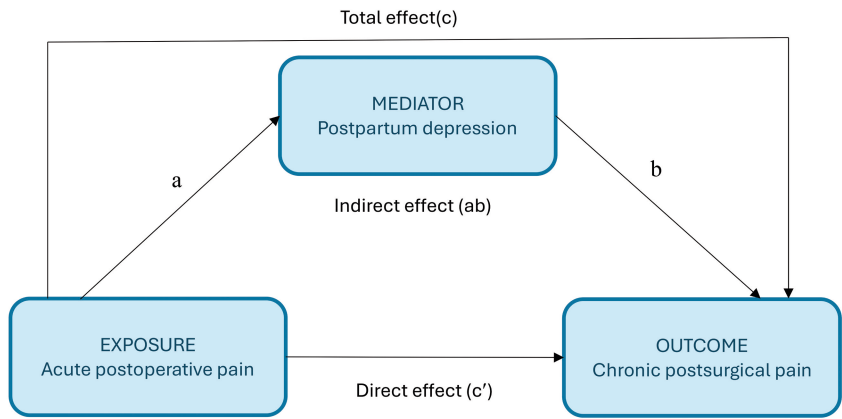 Total effect(c)
MEDIATOR
Postpartum depression
a
b
Indirect effect (ab)
EXPOSURE
Acute postoperative pain
OUTCOME
Chronic postsurgical pain
Direct effect (c′)